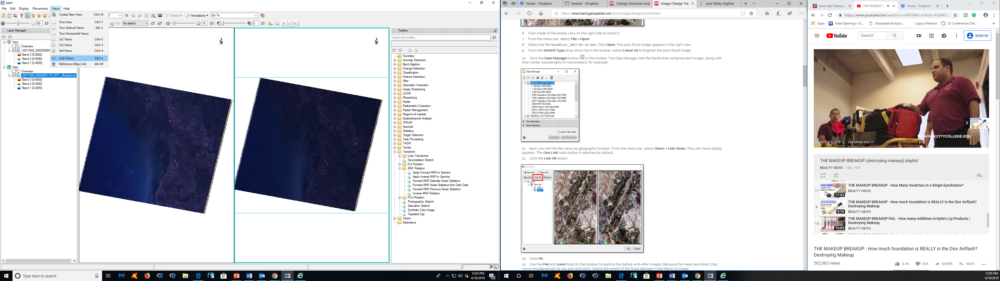 ENVI
File Edit Display Placemarks Views Help
Vectors Annotations Go To
50 No stretch 10 0
Create New View Ctrl+N
One View Ctrl+1
Two Vertical Views Alt+2
Two Horizontal Views
2x2 Views Ctrl+2
3x3 Views Ctrl+3
4x4 Views Ctrl+4
Link Views Ctrl+L
Reference Map Link Alt+M
Layer Manager
View
Overview
L5017040_0402009040
Band 3 (0.6600)
Band 2 (0.5690)
Band 1 (0.4850)
View
Overview
L5017040_04020051123_MTL_MultiSpectra
Band 3 (0.6600)
Band 2 (0.5690)
Band 1 (0.4850)
N
N
Toolbox
Search the toolbox
Favorites
Anomaly Detection
Band Algebra
Change Detection
Classification
Feature Extraction
Filter
Geometric Correction
Image Sharpening
LiDAR
Mosaicking
Radar
Radiometric Correction
Raster Management
Regions of Interest
Spatiotemporal Analysis
SPEAR
Spectral
Statistics
Target Detection
Task Processing
THOR
Terrain
Transform
Color Transforms
Decorrelation Stretch
ICA Rotation
MNF Rotation
Apply Forward MNF to Spectra
Apply Inverse MNF to Spectra
Forward MNF Estimate Noise Statistics
Forward MNF Noise Statistics from Dark Data
Forward MNF Previous Noise Statistics
Inverse MNF Rotation
PCA Rotation
Photographic Stretch
Saturation Stretch
Synthetic Color Image
Tasseled Cap
Vector
Extensions
Type here to search
12:05 PM
4/18/2019
22
Home - Dropbox
landsat - Dropbox
Change Detection Ana
Image Change Tut
Lace Slinky Nightie
https://www.harrisgeospatial.com/docs/ImageChangeTutorial.html
6. Click inside of the empty view on the right side to select it.
7. From the menu bar, select File > Open.
8. Select the file MalaRiver_2017-03-12.dat. Click Open. The post-flood image appears in the right view.
9. From the Stretch Type drop-down list in the toolbar, select Linear 1% to brighten the post-flood image.
10. Click the Data Manager button in the toolbar. The Data Manager lists the bands that comprise each image, along with
their center wavelengths (in nanometers); for example:
Data Manager
MalaRiver_2017-03-12.dat
B2 Blue (496.6000)
B3 Green (560.0000)
B4 Red (664.5000)
B5 Vegetation Red Edge (835.1000)
B6 Vegetation Red Edge (703.9000)
B7 Vegetation Red Edge (740.2000)
B8 NIR (782.5000)
B8A Narrow NIR (864.8000)
B11 SWIR (1613.7000)
B12 SWIR (2202.3999)
MalaRiver_2017-02-20.dat
File Information
Band Selection
Load in New View
Load Data Load Grayscale
11. Next, you will link the views by geographic location. From the menu bar, select Views > Link Views. The Link Views dialog
appears. The Geo Link radio button is selected by default.
12. Click the Link All button.
Link Views
Geo Link Pixel Link
New Link Link All Remove
Links
Geo Link
View 1
View 2
OK Cancel
13. Click OK.
14. Use the Pan and zoom tools (in the toolbar) to explore the before-and-after images. Because the views are linked, they
move simultaneously as you pan and zoom. Notice the extent of the flood damage in the March 12 image:
12:05 PM
4/18/2019
tarte tape Makeup
THE MAKEUP B
Home - Dropbox
https://www.youtube.com/watch?v=vdFlDDNb-aY&list=PLbMTl...
Apps
Grad Openings » D...
Geospatial Analysis...
Logout Redirect
23 Conferences Dat...
YouTube
Search
SIGN IN
2
WWW.CITYCOLLEGE.EDU
Ad 1 of 2 · 0:26 citycollege.edu/
THE MAKEUP BREAKUP (destroying makeup) playlist
BEAUTY NEWS - 138 / 167
137
HOW MANY...
17:02
THE MAKEUP BREAKUP - How Many Swatches in a Single Eyeshadow?
BEAUTY NEWS
DESTROYING
9:16
THE MAKEUP BREAKUP - How much foundation is REALLY in the Dior Airflash?
Destroying Makeup
BEAUTY NEWS
139
DESTROYING FAIL
16:09
THE MAKEUP BREAKUP FAIL - How many millilitres in Kylie's Lip Products |
Destroying Makeup
BEAUTY NEWS
THE MAKEUP BREAKUP - How much foundation is REALLY in the Dior Airflash?
Destroying Makeup
502,963 views
8.4K 525 SHARE SAVE
12:05 PM
4/18/2019